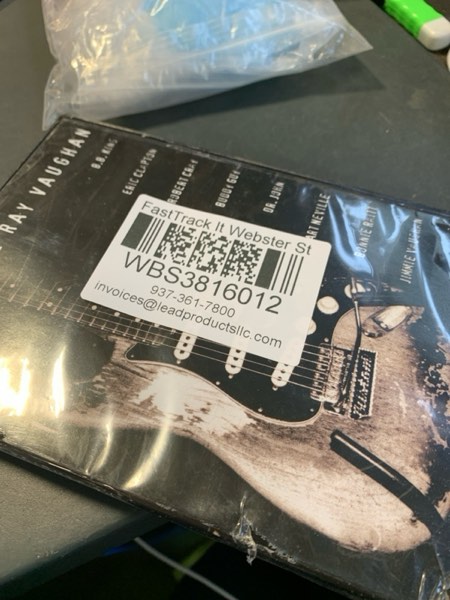 RAY VAUGHAN
B.B. KING
ERIC CLAPTON
ROBERT CRAY
BUDDY GUY
DR. JOHN
ART NEVILLE
BONNIE RAITT
JIMMIE VAUGHAN
FastTrack It Webster St
WBS3816012
937-361-7800
invoices@leadproductsllc.com